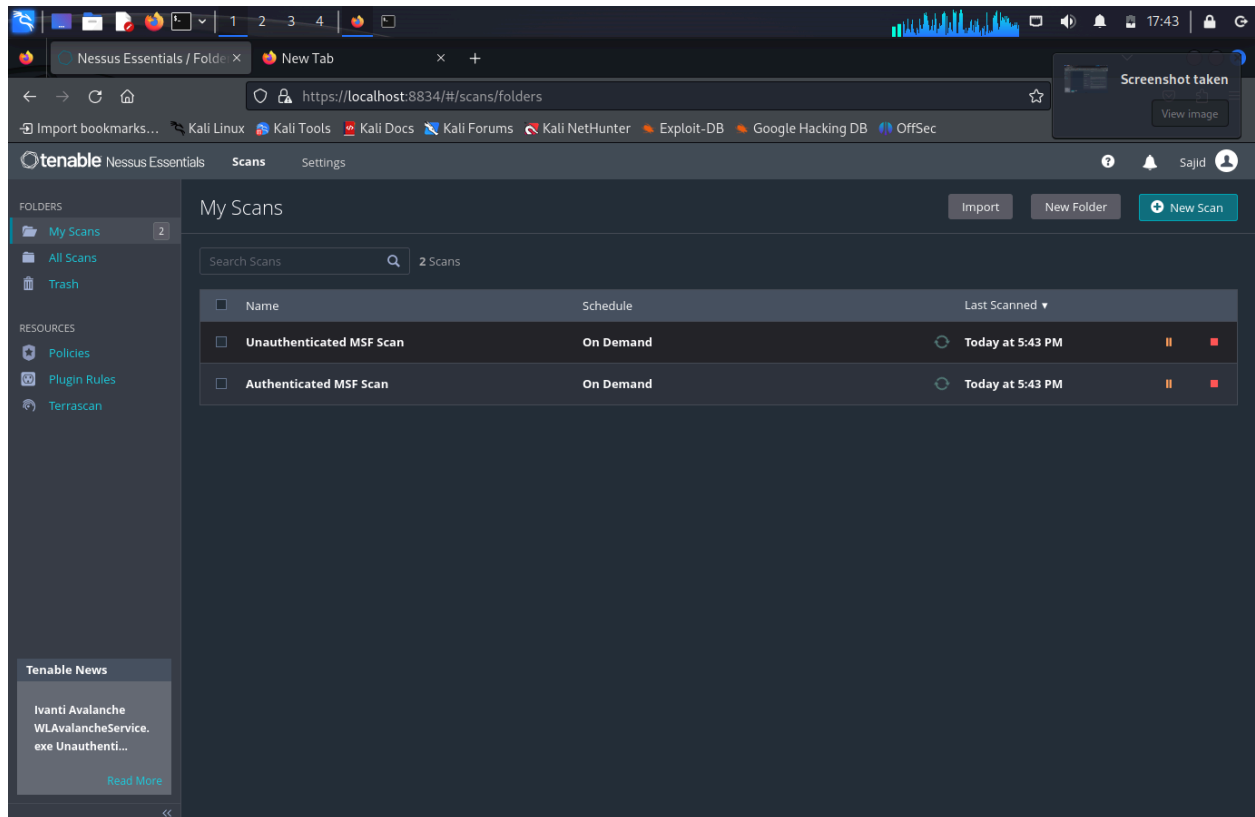 1 2 3 4 17:43
Nessus Essentials / Folde × New Tab × +
Screenshot taken
View image
https://localhost:8834/#/scans/folders
Import bookmarks... Kali Linux Kali Tools Kali Docs Kali Forums Kali NetHunter Exploit-DB Google Hacking DB OffSec
tenable Nessus Essentials Scans Settings Sajid
FOLDERS
My Scans 2
All Scans
Trash
RESOURCES
Policies
Plugin Rules
Terrascan
My Scans Import New Folder New Scan
Search Scans 2 Scans
Name Schedule Last Scanned ▼
Unauthenticated MSF Scan On Demand Today at 5:43 PM
Authenticated MSF Scan On Demand Today at 5:43 PM
Tenable News
Ivanti Avalanche
WLAvalancheService.
exe Unauthenti...
Read More